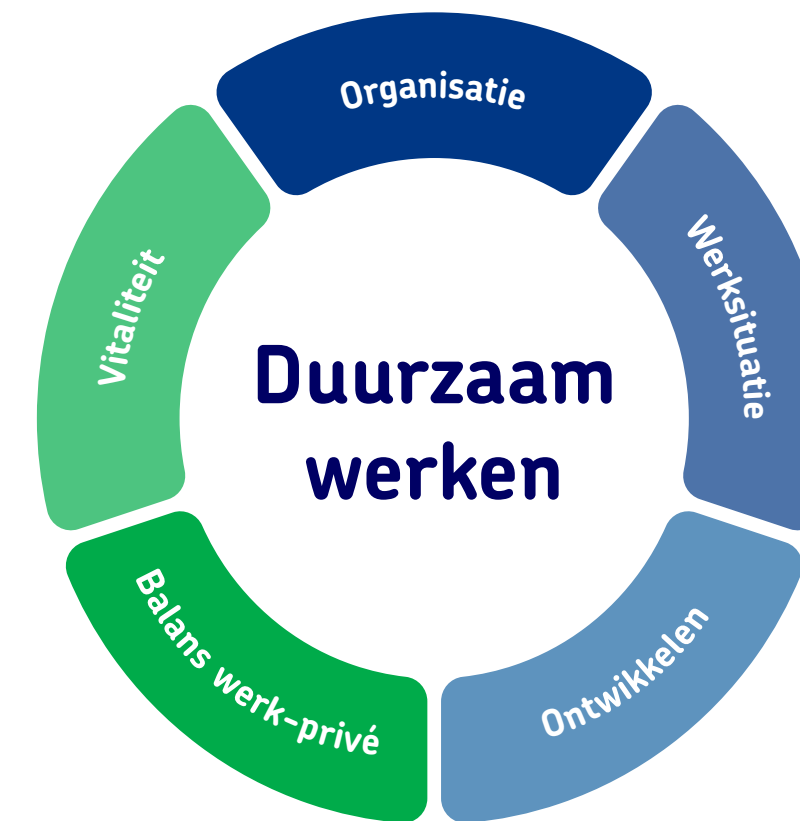 Organisatie
Werksituatie
Vitaliteit
Duurzaam
werken
Balans werk-privé
Ontwikkelen